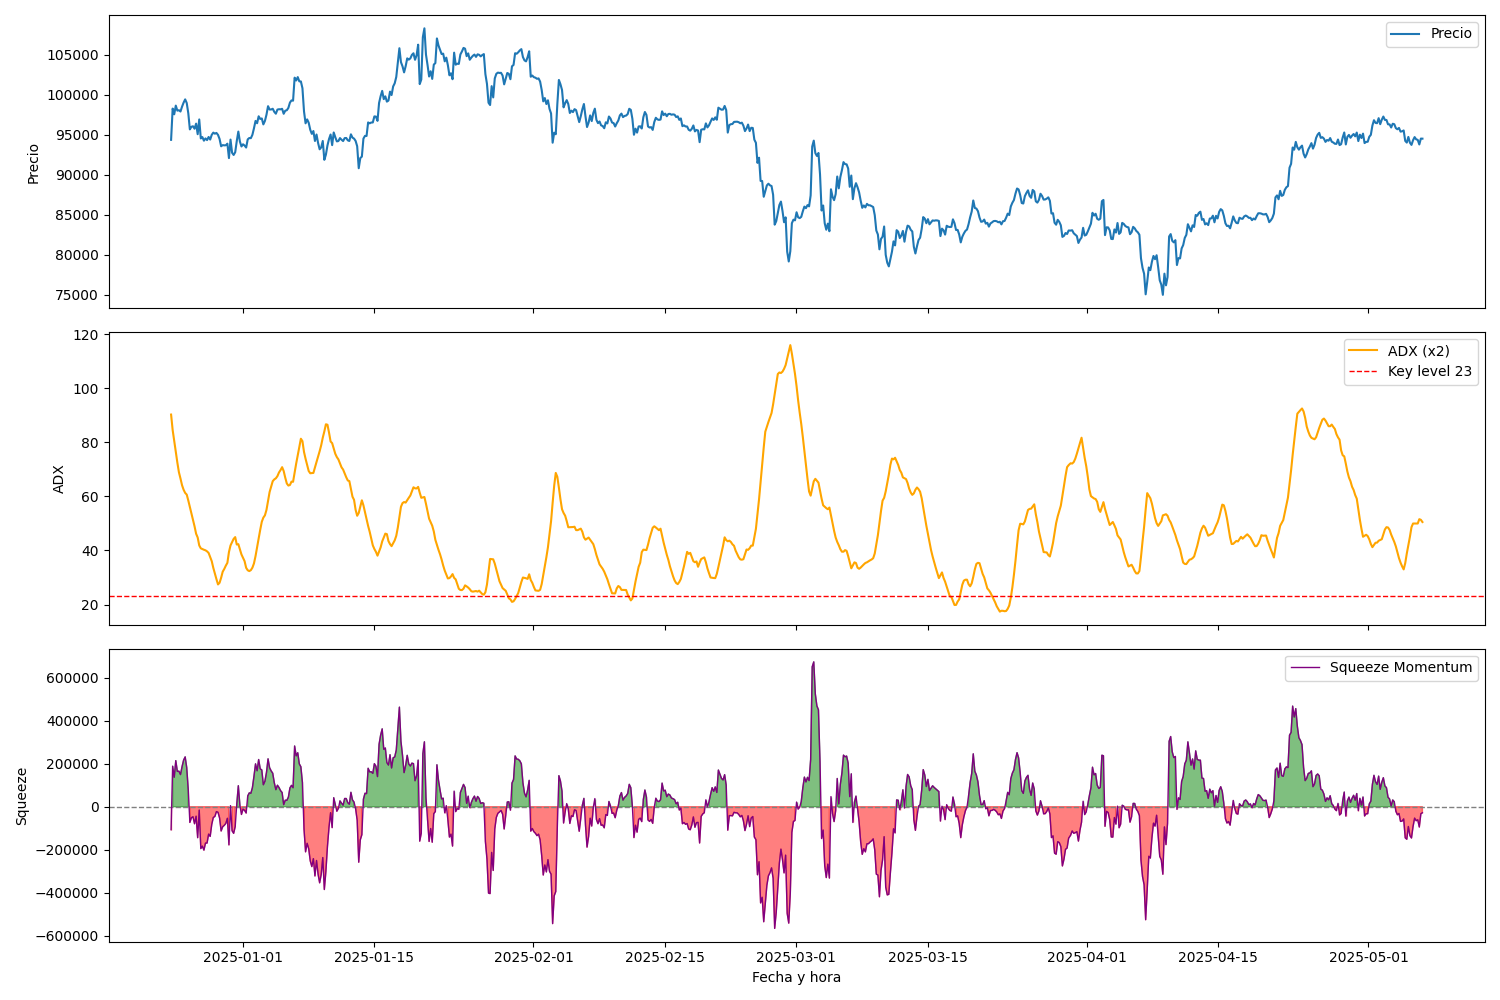 Precio
105000
100000
95000
90000
85000
80000
75000
Precio
ADX (x2)
Key level 23
120
100
80
60
40
20
ADX
Squeeze Momentum
600000
400000
200000
0
−200000
−400000
−600000
Squeeze
2025-01-01 2025-01-15 2025-02-01 2025-02-15 2025-03-01 2025-03-15 2025-04-01 2025-04-15 2025-05-01
Fecha y hora